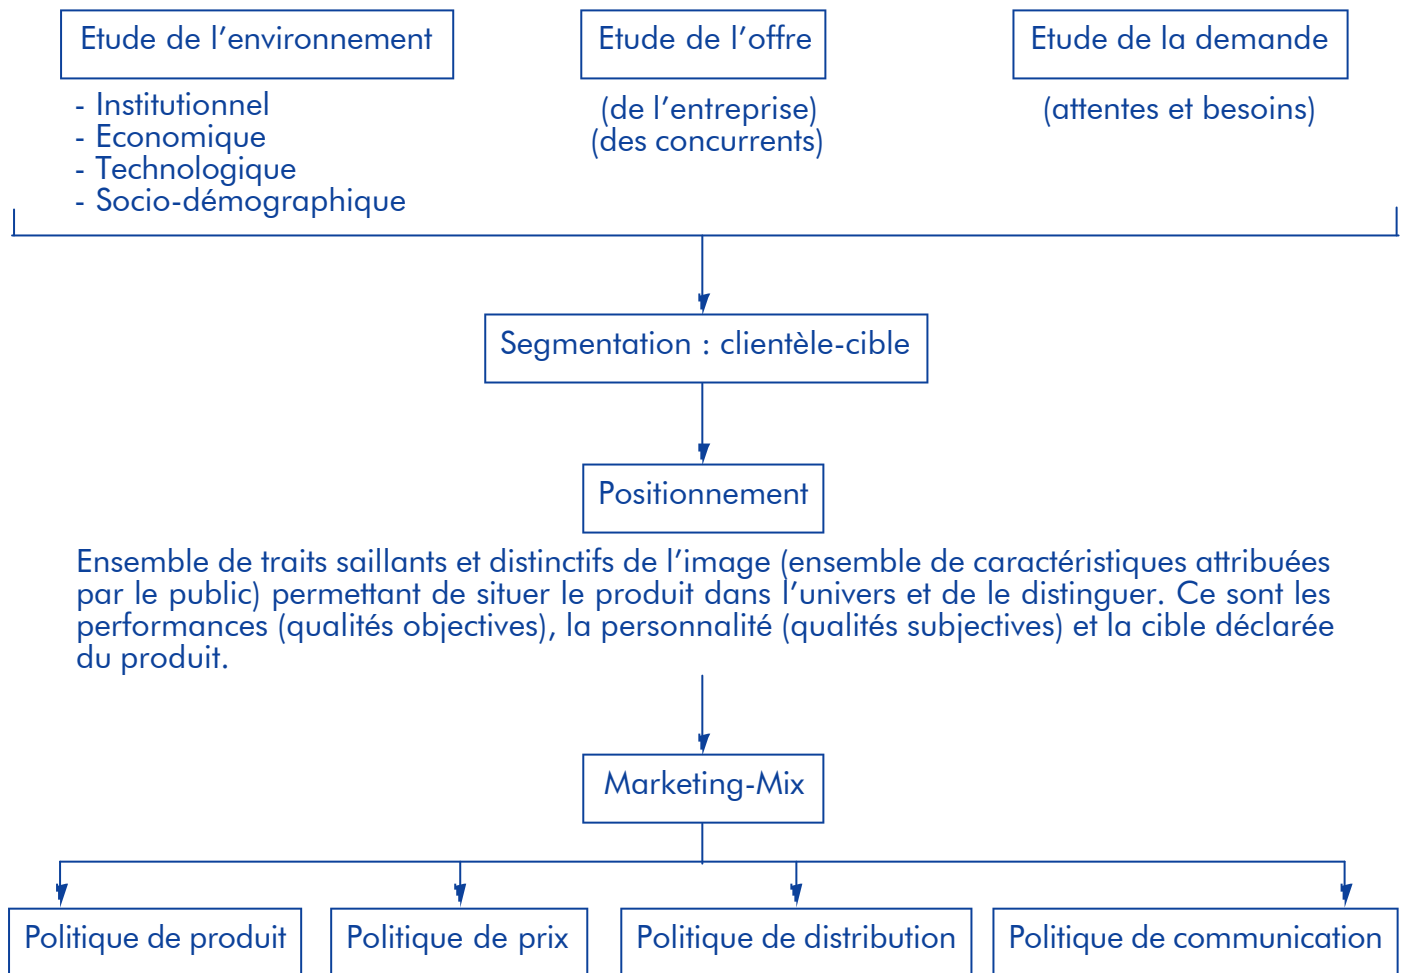 Etude de l'environnement
- Institutionnel
- Economique
- Technologique
- Socio-démographique
Etude de l'offre
(de l'entreprise)
(des concurrents)
Etude de la demande
(attentes et besoins)
Segmentation : clientèle-cible
Positionnement
Ensemble de traits saillants et distinctifs de l'image (ensemble de caractéristiques attribuées
par le public) permettant de situer le produit dans l'univers et de le distinguer. Ce sont les
performances (qualités objectives), la personnalité (qualités subjectives) et la cible déclarée
du produit.
Marketing-Mix
Politique de produit
Politique de prix
Politique de distribution
Politique de communication